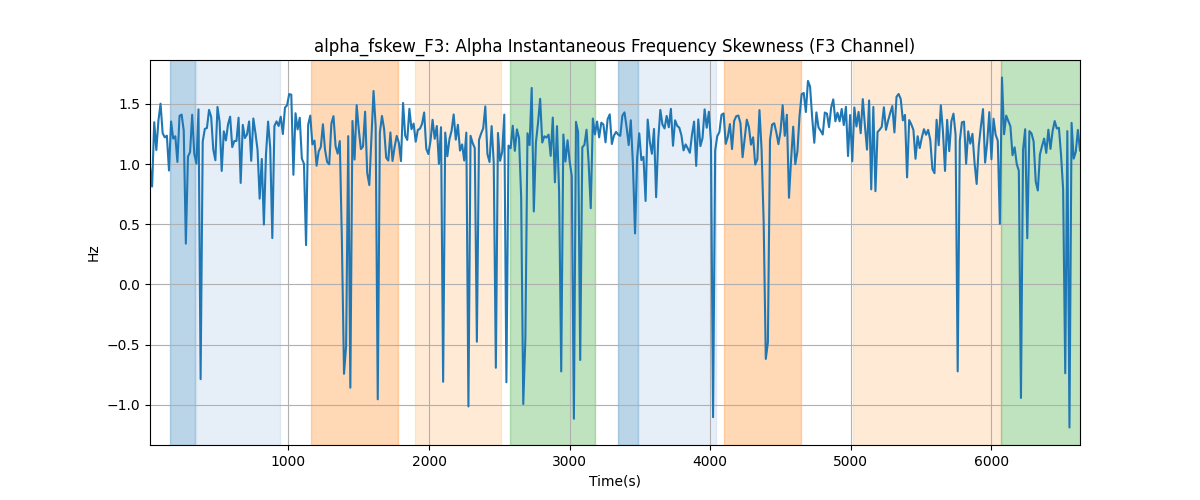 alpha_fskew_F3: Alpha Instantaneous Frequency Skewness (F3 Channel)
1.5
1.0
0.5
0.0
−0.5
−1.0
Hz
1000 2000 3000 4000 5000 6000
Time(s)